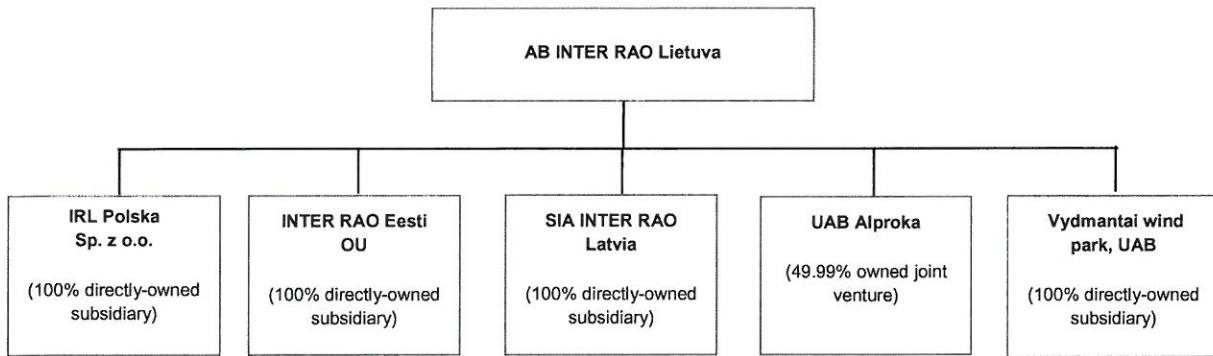 AB INTER RAO Lietuva
IRL Polska
Sp. z o.o.
(100% directly-owned
subsidiary)
INTER RAO Eesti
OU
(100% directly-owned
subsidiary)
SIA INTER RAO
Latvia
(100% directly-owned
subsidiary)
UAB Alproka
(49.99% owned joint
venture)
Vydmantai wind
park, UAB
(100% directly-owned
subsidiary)